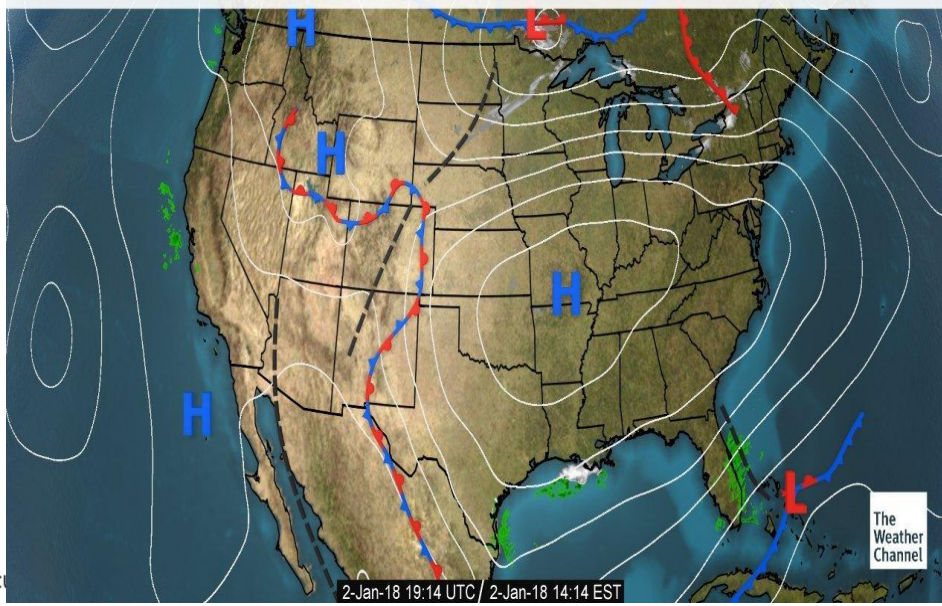 H
L
H
H
H
L
The
Weather
Channel
2-Jan-18 19:14 UTC / 2-Jan-18 14:14 EST